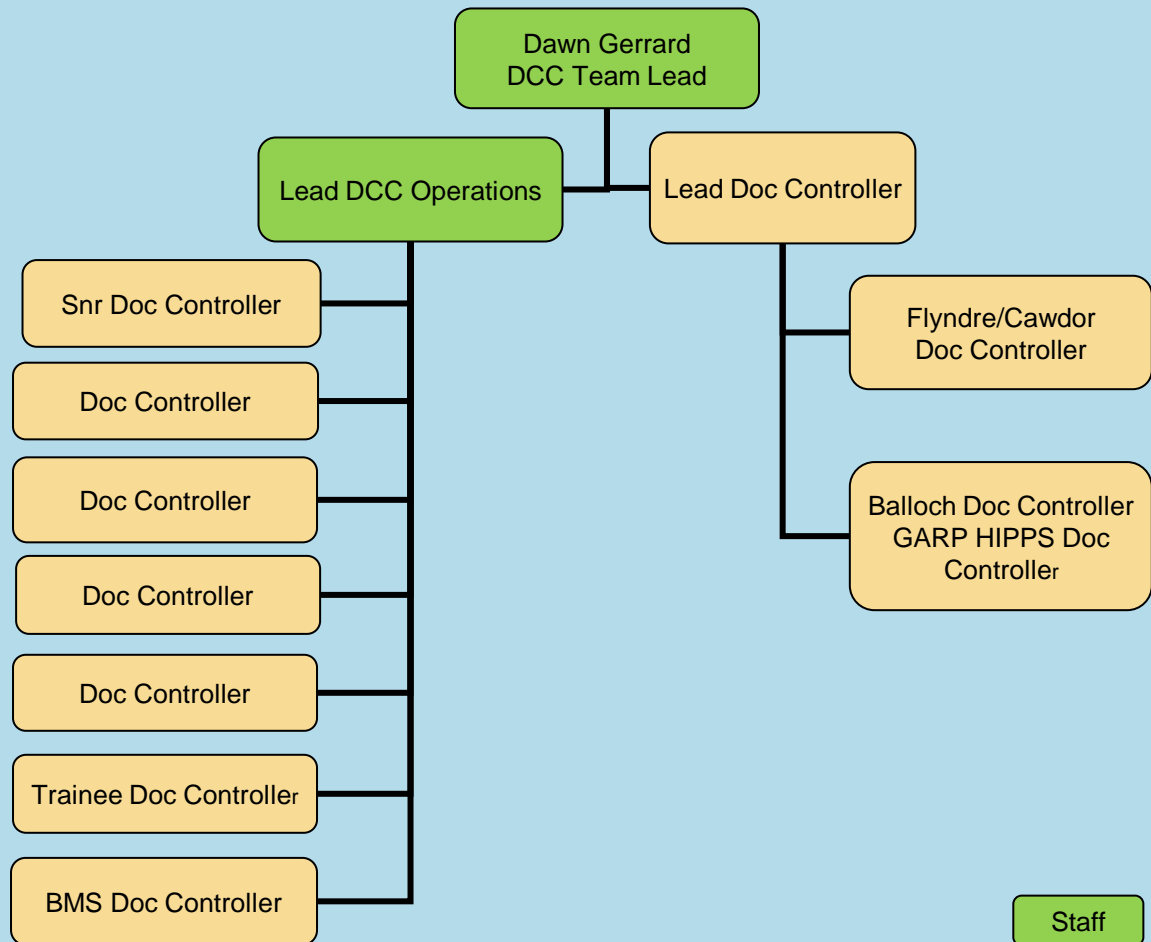 Dawn Gerrard
DCC Team Lead
Lead DCC Operations
Lead Doc Controller
Snr Doc Controller
Doc Controller
Doc Controller
Doc Controller
Doc Controller
Trainee Doc Controller
BMS Doc Controller
Flyndre/Cawdor
Doc Controller
Balloch Doc Controller
GARP HIPPS Doc
Controller
Staff